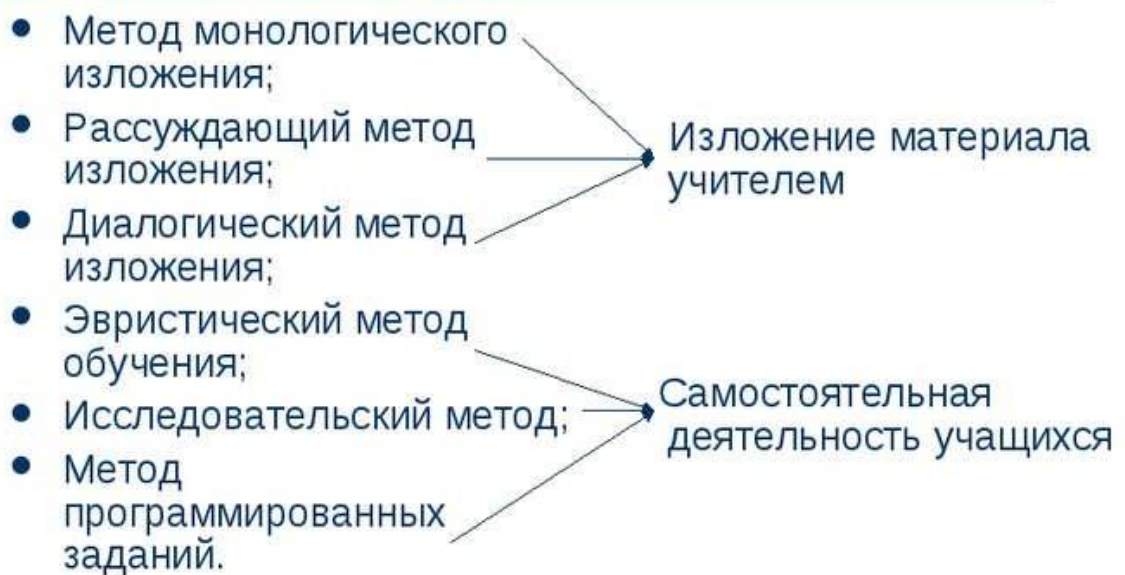 • Метод монологического
изложения;
• Рассуждающий метод
изложения;
Изложение материала
учителем
• Диалогический метод
изложения;
• Эвристический метод
обучения;
• Исследовательский метод;
Самостоятельная
деятельность учащихся
• Метод
программированных
заданий.